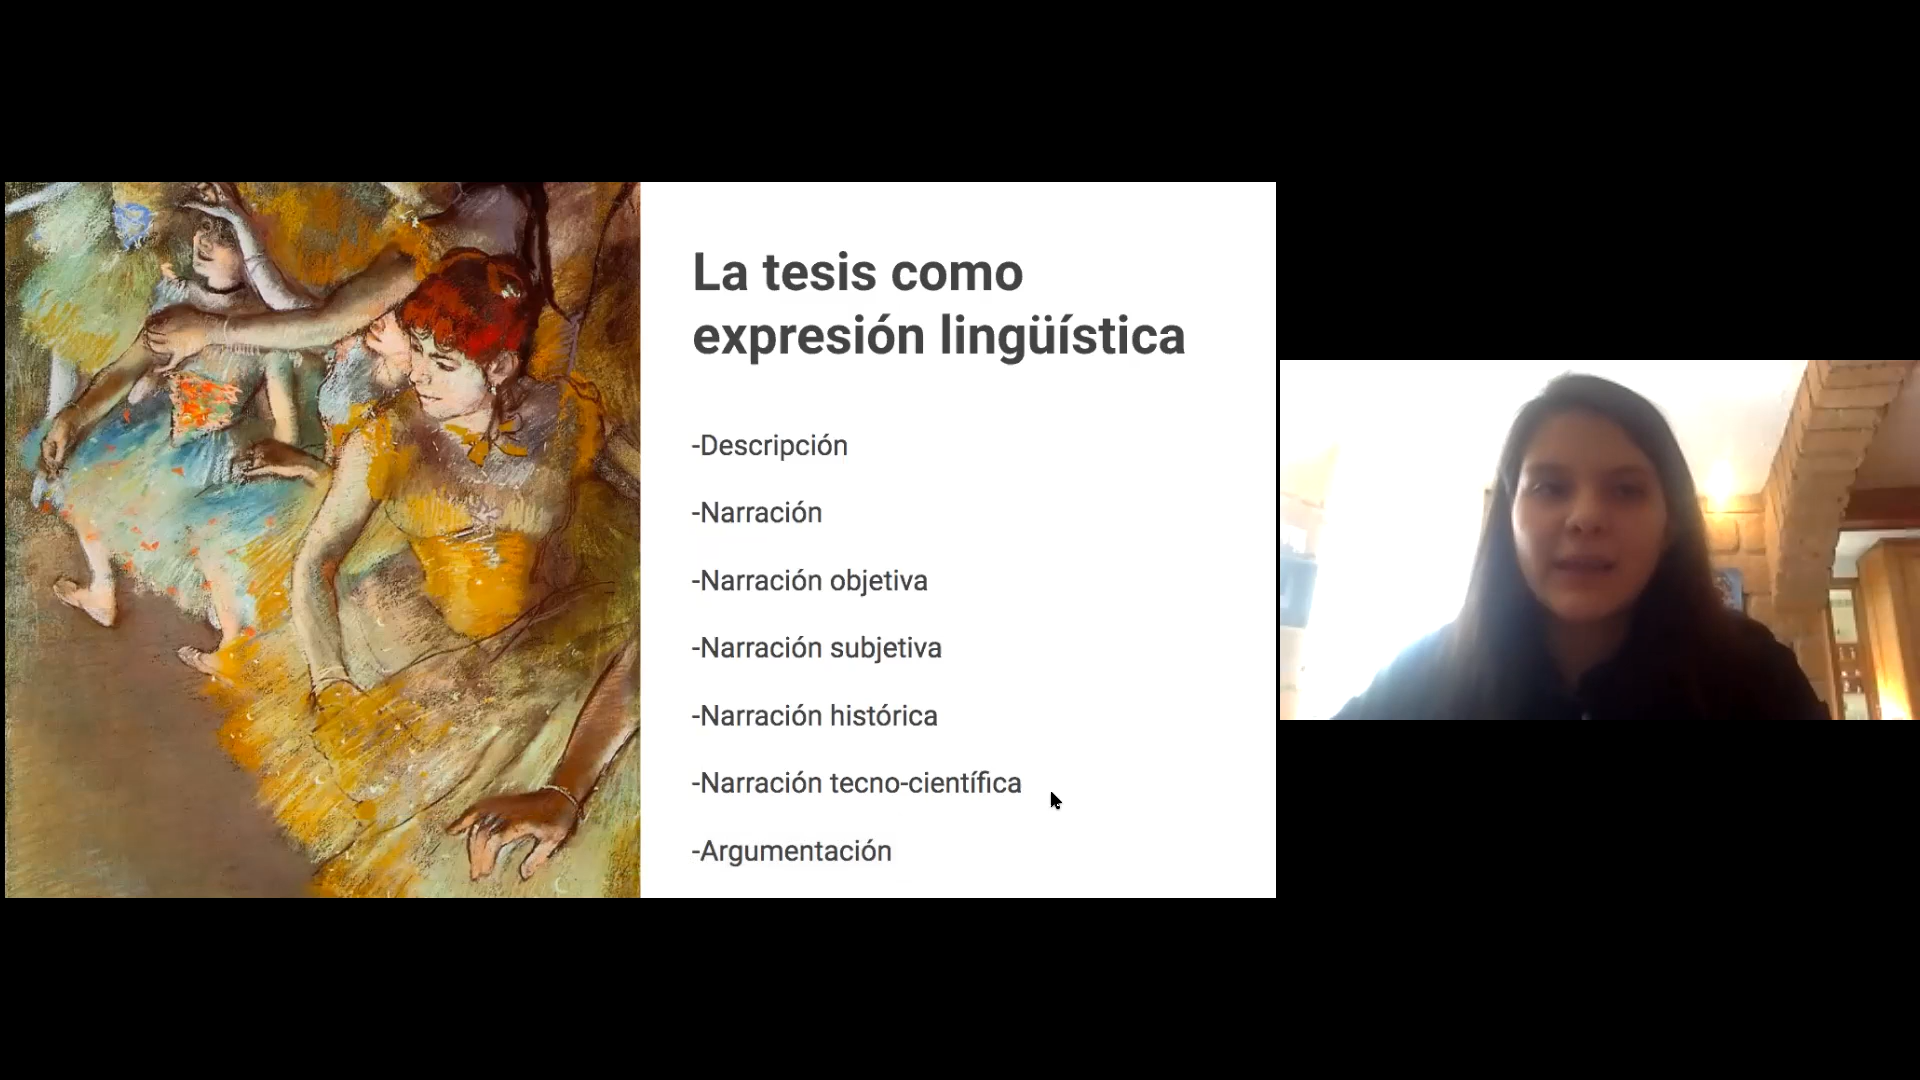 La tesis como
expresión lingüística
-Descripción
-Narración
-Narración objetiva
-Narración subjetiva
-Narración histórica
-Narración tecno-científica
-Argumentación